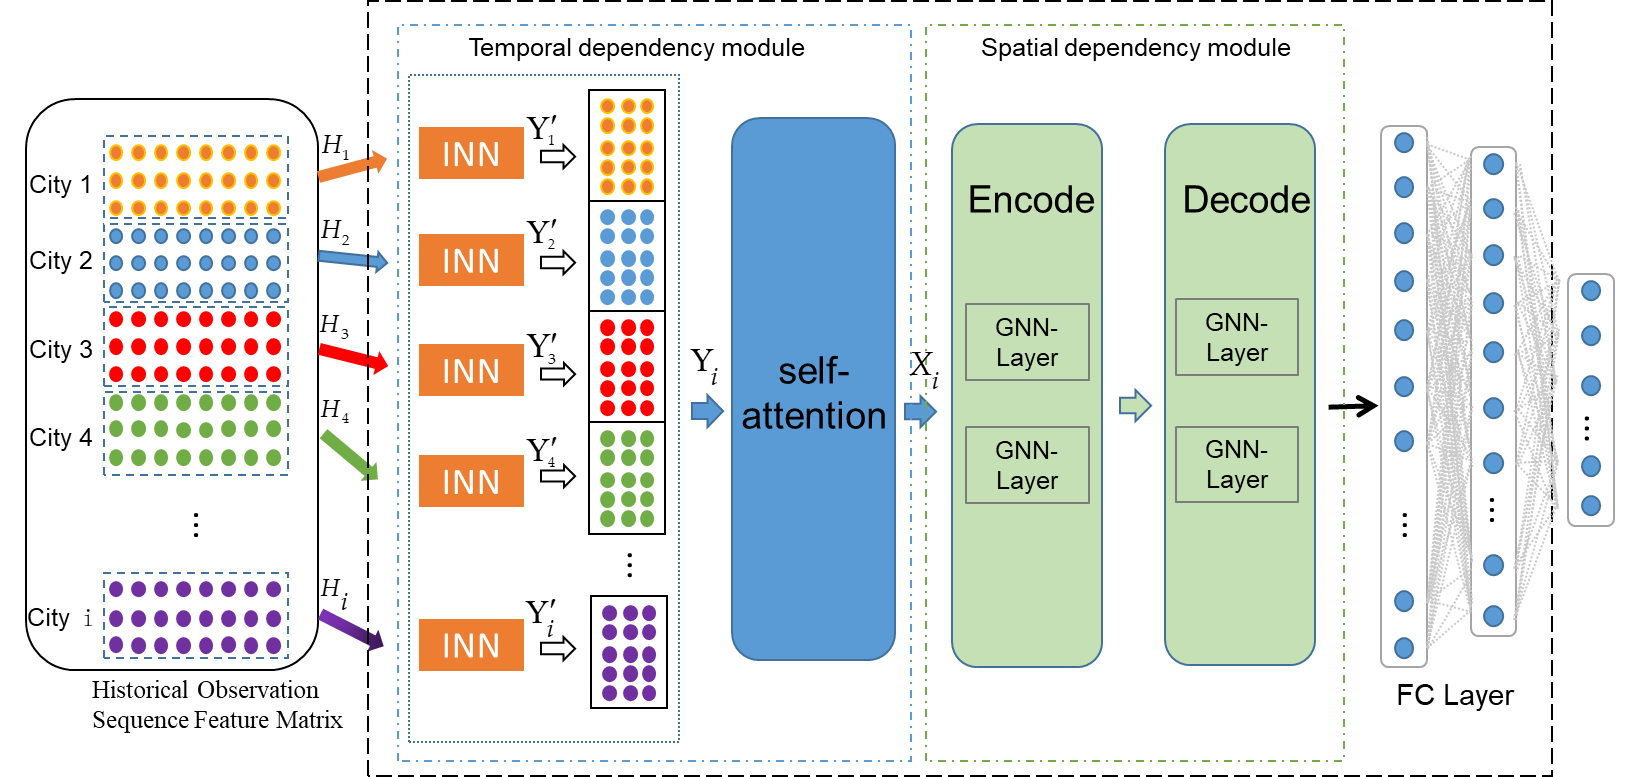 Temporal dependency module
Spatial dependency module
City 1
City 2
City 3
City 4
⋮
City i
Historical Observation
Sequence Feature Matrix
H₁
H₂
H₃
H₄
Hᵢ
INN
Y′₁
INN
Y′₂
INN
Y′₃
INN
Y′₄
⋮
INN
Y′ᵢ
Yᵢ
self-
attention
Xᵢ
Encode
GNN-
Layer
GNN-
Layer
Decode
GNN-
Layer
GNN-
Layer
⋮
⋮
...
FC Layer